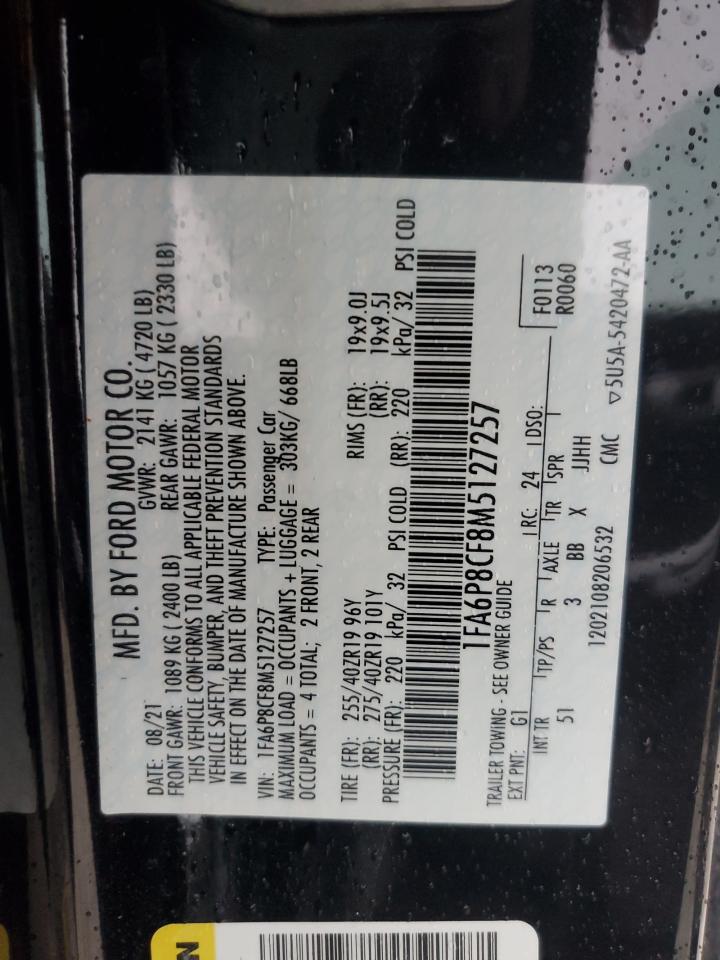 MFD. BY FORD MOTOR CO.
DATE: 08/21 GVWR: 2141 KG ( 4720 LB)
FRONT GAWR: 1089 KG ( 2400 LB) REAR GAWR: 1057 KG ( 2330 LB)
THIS VEHICLE CONFORMS TO ALL APPLICABLE FEDERAL MOTOR
VEHICLE SAFETY, BUMPER, AND THEFT PREVENTION STANDARDS
IN EFFECT ON THE DATE OF MANUFACTURE SHOWN ABOVE.
VIN: 1FA6P8CF8M5127257 TYPE: Passenger Car
MAXIMUM LOAD = OCCUPANTS + LUGGAGE = 303KG/ 668LB
OCCUPANTS = 4 TOTAL; 2 FRONT, 2 REAR
TIRE (FR): 255/40ZR19 96Y RIMS (FR): 19x9.0J
(RR): 275/40ZR19 101Y (RR): 19x9.5J
PRESSURE (FR): 220 kPa/ 32 PSI COLD (RR): 220 kPa/ 32 PSI COLD
1FA6P8CF8M5127257
TRAILER TOWING - SEE OWNER GUIDE
EXT PNT: G1 RC: 24 DSO: F0113
R0060
INT TR TP/PS R AXLE TR SPR
51 3 BB X JJHH
1202108206532 CMC ▽5U5A-5420472-AA